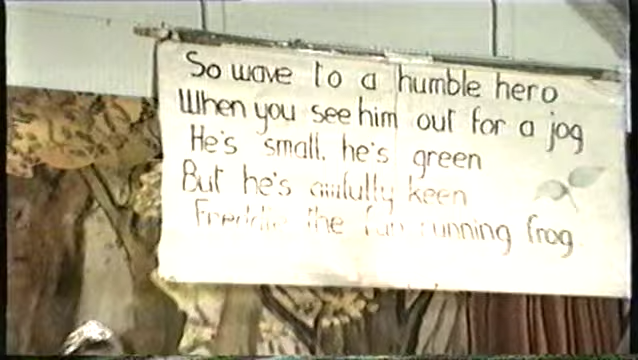 So wave to a humble hero
When you see him out for a jog
He's small, he's green
But he's awfully keen
Freddie the fun running frog